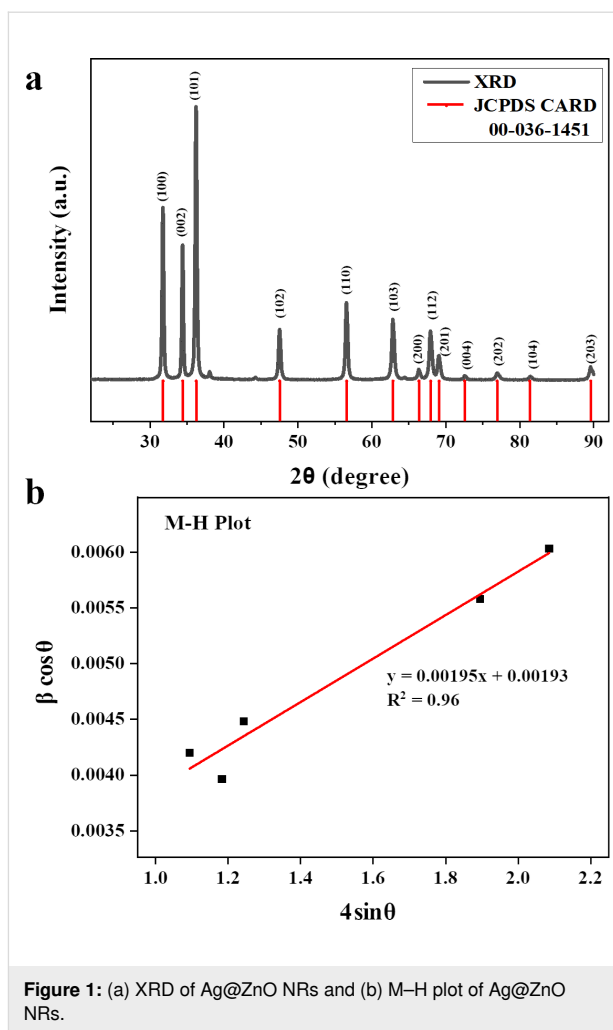 a
XRD
JCPDS CARD
00-036-1451
(100)
(002)
(101)
(102)
(110)
(103)
(200)
(112)
(201)
(004)
(202)
(104)
(203)
Intensity (a.u.)
30 40 50 60 70 80 90
2θ (degree)
b
M-H Plot
0.0060
0.0055
0.0050
0.0045
0.0040
0.0035
β cosθ
y = 0.00195x + 0.00193
R² = 0.96
1.0 1.2 1.4 1.6 1.8 2.0 2.2
4sinθ
Figure 1: (a) XRD of Ag@ZnO NRs and (b) M–H plot of Ag@ZnO
NRs.